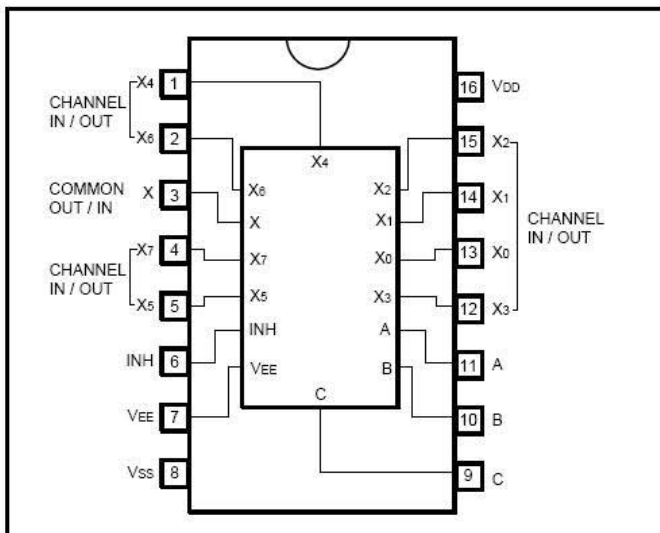 X4 1
CHANNEL
IN / OUT
X6 2
COMMON
OUT / IN
X 3
X7 4
CHANNEL
IN / OUT
X5 5
INH 6
VEE 7
VSS 8
X4
X6
X
X7
X5
INH
VEE
C
X2
X1
X0
X3
A
B
16 VDD
15 X2
14 X1
CHANNEL
IN / OUT
13 X0
12 X3
11 A
10 B
9 C